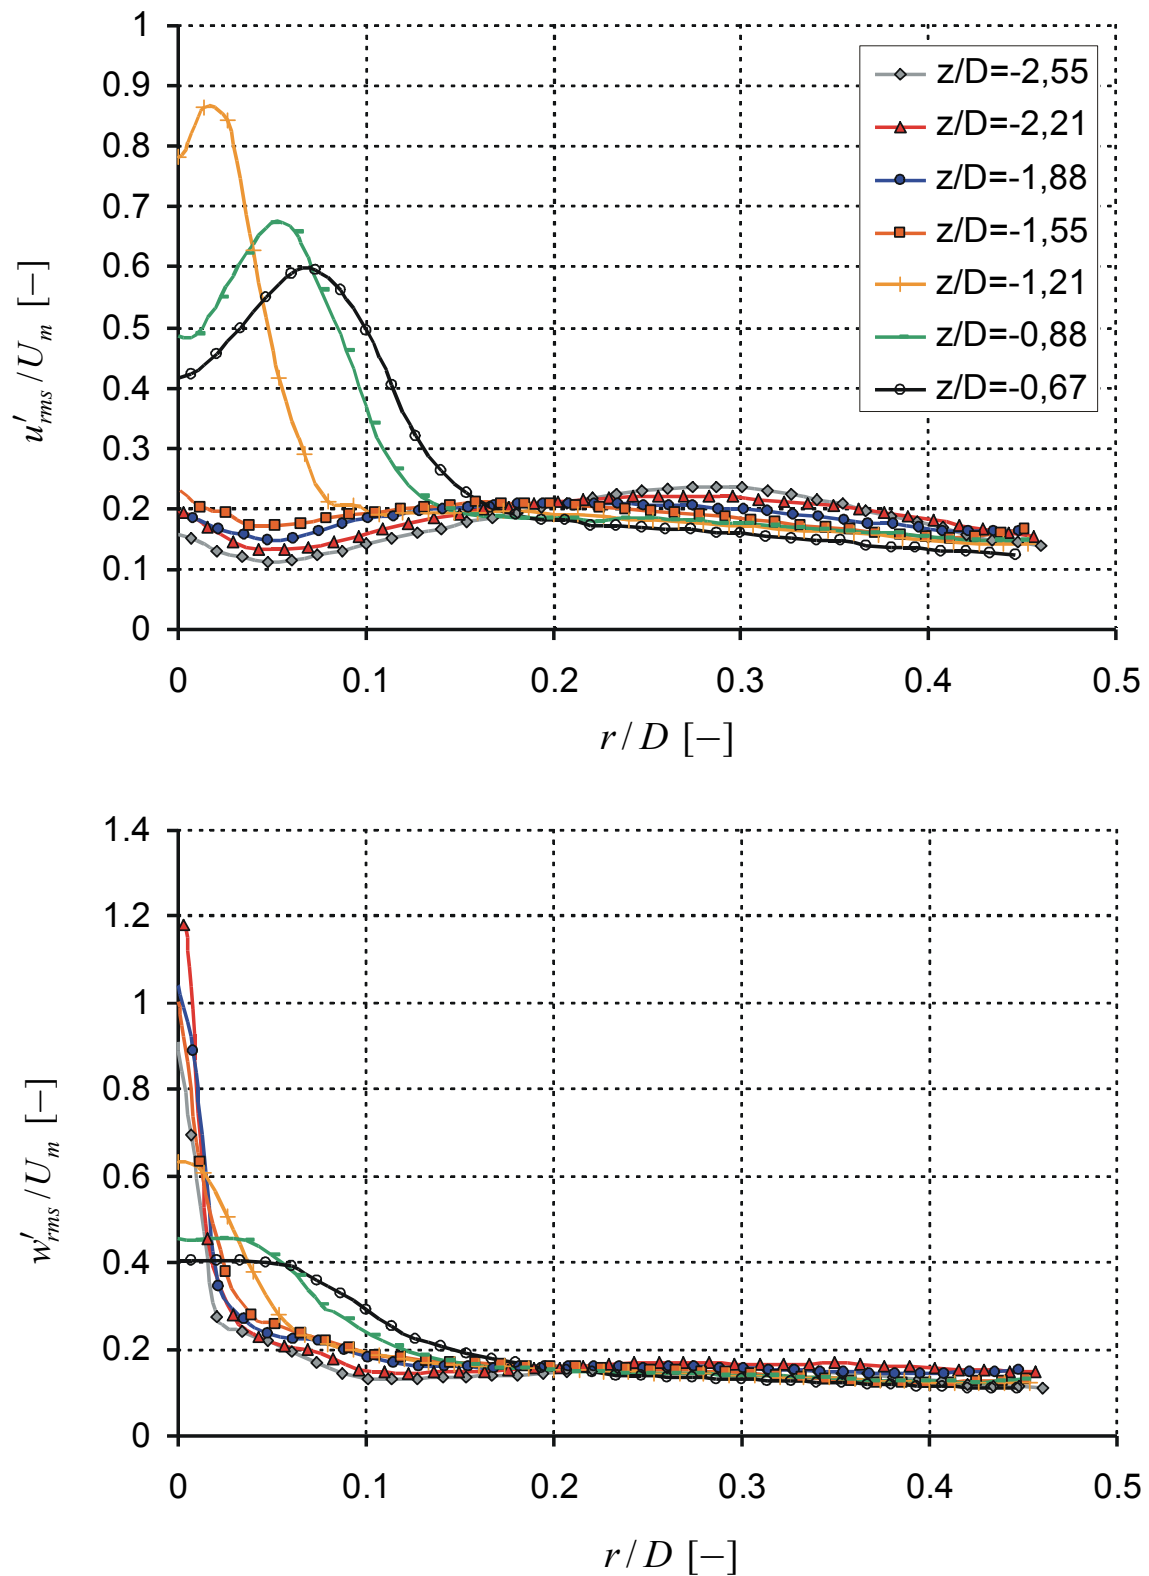 1
0.9
0.8
0.7
0.6
0.5
0.4
0.3
0.2
0.1
0
u′rms / Um [−]
z/D=-2,55
z/D=-2,21
z/D=-1,88
z/D=-1,55
z/D=-1,21
z/D=-0,88
z/D=-0,67
0 0.1 0.2 0.3 0.4 0.5
r / D [−]
1.4
1.2
1
0.8
0.6
0.4
0.2
0
w′rms / Um [−]
0 0.1 0.2 0.3 0.4 0.5
r / D [−]